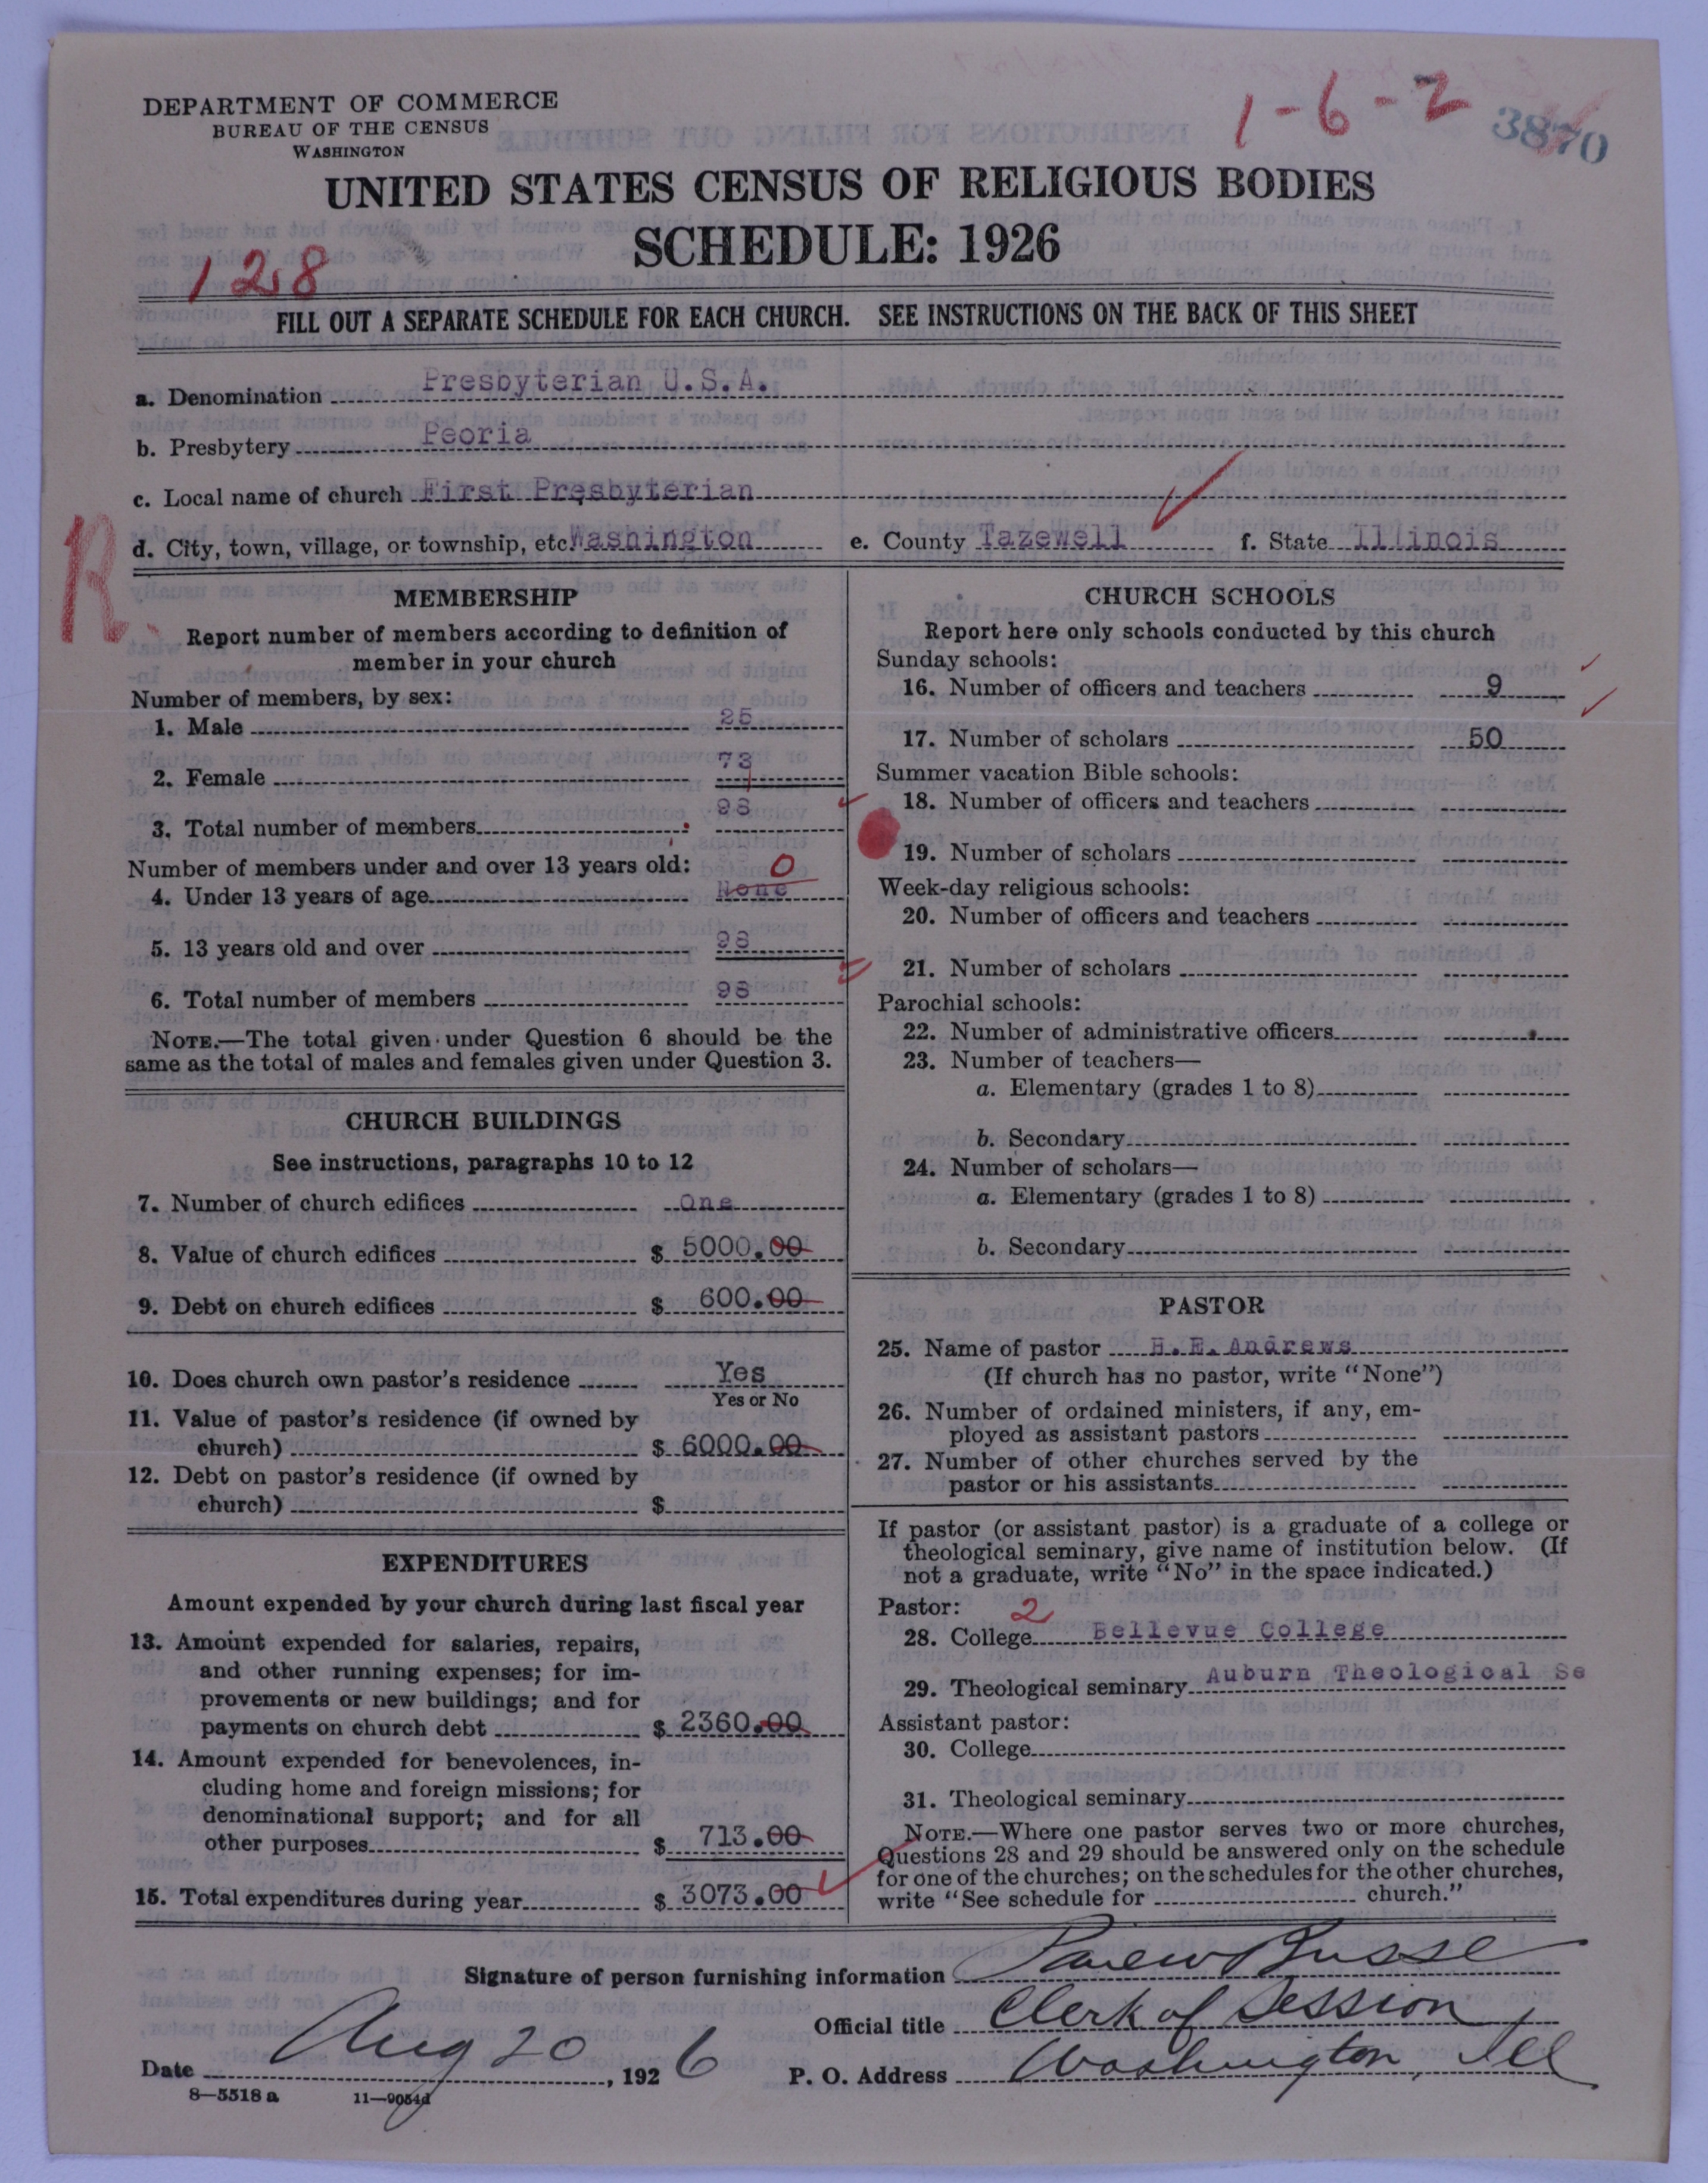 DEPARTMENT OF COMMERCE
BUREAU OF THE CENSUS
WASHINGTON
1-6-2
3870
UNITED STATES CENSUS OF RELIGIOUS BODIES
SCHEDULE: 1926
128
FILL OUT A SEPARATE SCHEDULE FOR EACH CHURCH. SEE INSTRUCTIONS ON THE BACK OF THIS SHEET
a. Denomination Presbyterian U.S.A.
b. Presbytery Peoria
c. Local name of church First Presbyterian
R
d. City, town, village, or township, etc. Washington e. County Tazewell f. State Illinois
MEMBERSHIP
Report number of members according to definition of
member in your church
Number of members, by sex:
1. Male 25
2. Female 73
3. Total number of members 98
Number of members under and over 13 years old:
0
4. Under 13 years of age None
5. 13 years old and over 98
6. Total number of members 98
NOTE.—The total given under Question 6 should be the
same as the total of males and females given under Question 3.
CHURCH BUILDINGS
See instructions, paragraphs 10 to 12
7. Number of church edifices One
8. Value of church edifices $ 5000.00
9. Debt on church edifices $ 600.00
10. Does church own pastor's residence Yes
Yes or No
11. Value of pastor's residence (if owned by
church) $ 6000.00
12. Debt on pastor's residence (if owned by
church) $
EXPENDITURES
Amount expended by your church during last fiscal year
13. Amount expended for salaries, repairs,
and other running expenses; for im-
provements or new buildings; and for
payments on church debt $ 2360.00
14. Amount expended for benevolences, in-
cluding home and foreign missions; for
denominational support; and for all
other purposes $ 713.00
15. Total expenditures during year $ 3073.00
CHURCH SCHOOLS
Report here only schools conducted by this church
Sunday schools:
16. Number of officers and teachers 9
17. Number of scholars 50
Summer vacation Bible schools:
18. Number of officers and teachers
19. Number of scholars
Week-day religious schools:
20. Number of officers and teachers
21. Number of scholars
Parochial schools:
22. Number of administrative officers
23. Number of teachers—
a. Elementary (grades 1 to 8)
b. Secondary
24. Number of scholars—
a. Elementary (grades 1 to 8)
b. Secondary
PASTOR
25. Name of pastor H.E. Andrews
(If church has no pastor, write "None")
26. Number of ordained ministers, if any, em-
ployed as assistant pastors
27. Number of other churches served by the
pastor or his assistants
If pastor (or assistant pastor) is a graduate of a college or
theological seminary, give name of institution below. (If
not a graduate, write "No" in the space indicated.)
Pastor: 2
28. College Bellevue College
29. Theological seminary Auburn Theological Se
Assistant pastor:
30. College
31. Theological seminary
NOTE.—Where one pastor serves two or more churches,
Questions 28 and 29 should be answered only on the schedule
for one of the churches; on the schedules for the other churches,
write "See schedule for church."
Signature of person furnishing information Busse
Official title Clerk of Session
Date Aug 20, 1926 P. O. Address Washington Ill
8—5518 a 11—9054d